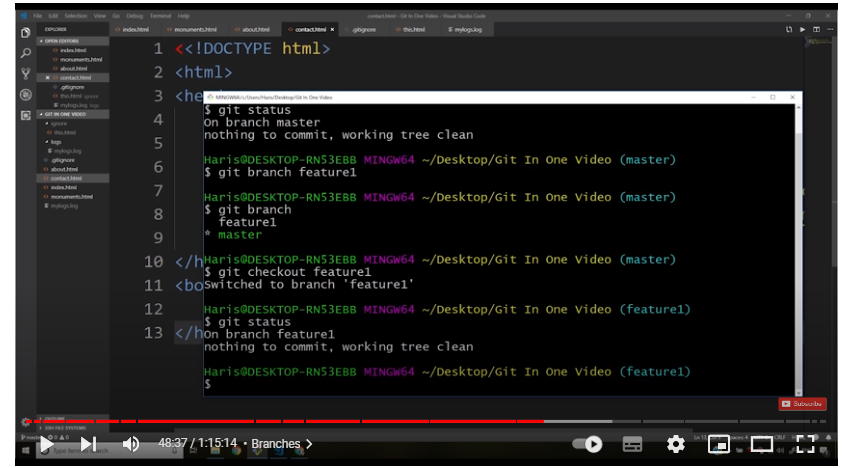 File Edit Selection View Go Debug Terminal Help
contact.html - Git In One Video - Visual Studio Code
EXPLORER
index.html
monuments.html
about.html
contact.html ×
.gitignore
this.html
mylogs.log
OPEN EDITORS
index.html
monuments.html
about.html
× contact.html
.gitignore
this.html ignore
mylogs.log logs
GIT IN ONE VIDEO
ignore
this.html
logs
mylogs.log
.gitignore
about.html
contact.html
index.html
monuments.html
mylogs.log
1 <<!DOCTYPE html>
2 <html>
3 <he
4
5
6
7
8
9
10 </h
11 <bo
12
13 </h
MINGW64:/c/Users/Haris/Desktop/Git In One Video
$ git status
On branch master
nothing to commit, working tree clean
Haris@DESKTOP-RN53EBB MINGW64 ~/Desktop/Git In One Video (master)
$ git branch feature1
Haris@DESKTOP-RN53EBB MINGW64 ~/Desktop/Git In One Video (master)
$ git branch
feature1
* master
Haris@DESKTOP-RN53EBB MINGW64 ~/Desktop/Git In One Video (master)
$ git checkout feature1
Switched to branch 'feature1'
Haris@DESKTOP-RN53EBB MINGW64 ~/Desktop/Git In One Video (feature1)
$ git status
On branch feature1
nothing to commit, working tree clean
Haris@DESKTOP-RN53EBB MINGW64 ~/Desktop/Git In One Video (feature1)
$
Subscribe
OUTLINE
SSH FILE SYSTEMS
48:37 / 1:15:14 • Branches >